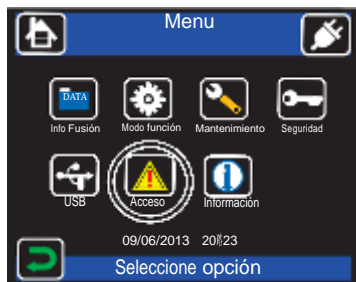 Menu
DATA
Info Fusión Modo función Mantenimiento Seguridad
USB Acceso Información
09/06/2013
Seleccione opción